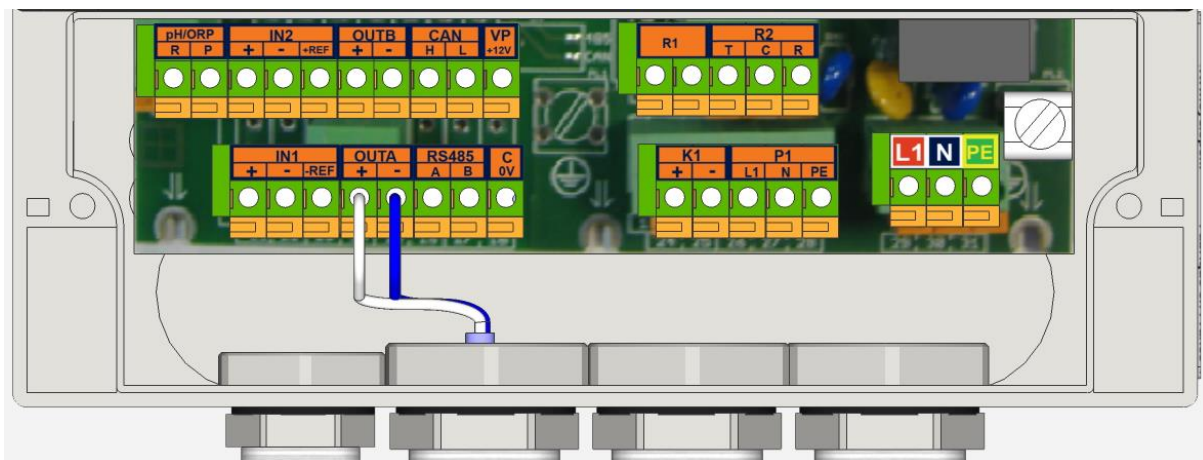 pH/ORP IN2 OUTB CAN VP
R P + - +REF + - H L +12V
R1 R2
T C R
IN1 OUTA RS485 C
+ - -REF + - A B 0V
K1 P1
+ - L1 N PE
L1 N PE